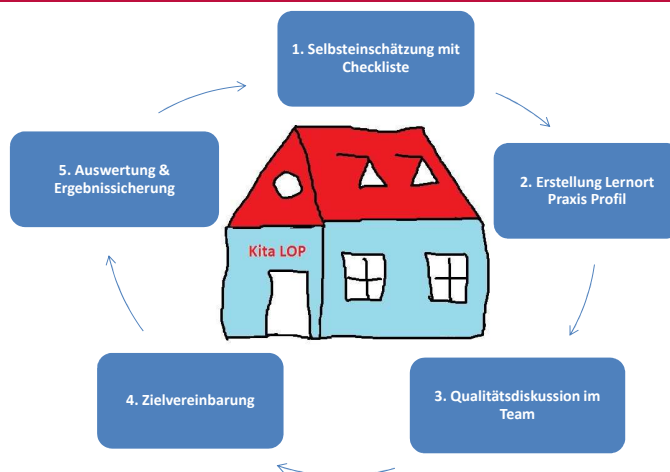 1. Selbsteinschätzung mit
Checkliste
2. Erstellung Lernort
Praxis Profil
3. Qualitätsdiskussion im
Team
4. Zielvereinbarung
5. Auswertung &
Ergebnissicherung
Kita LOP